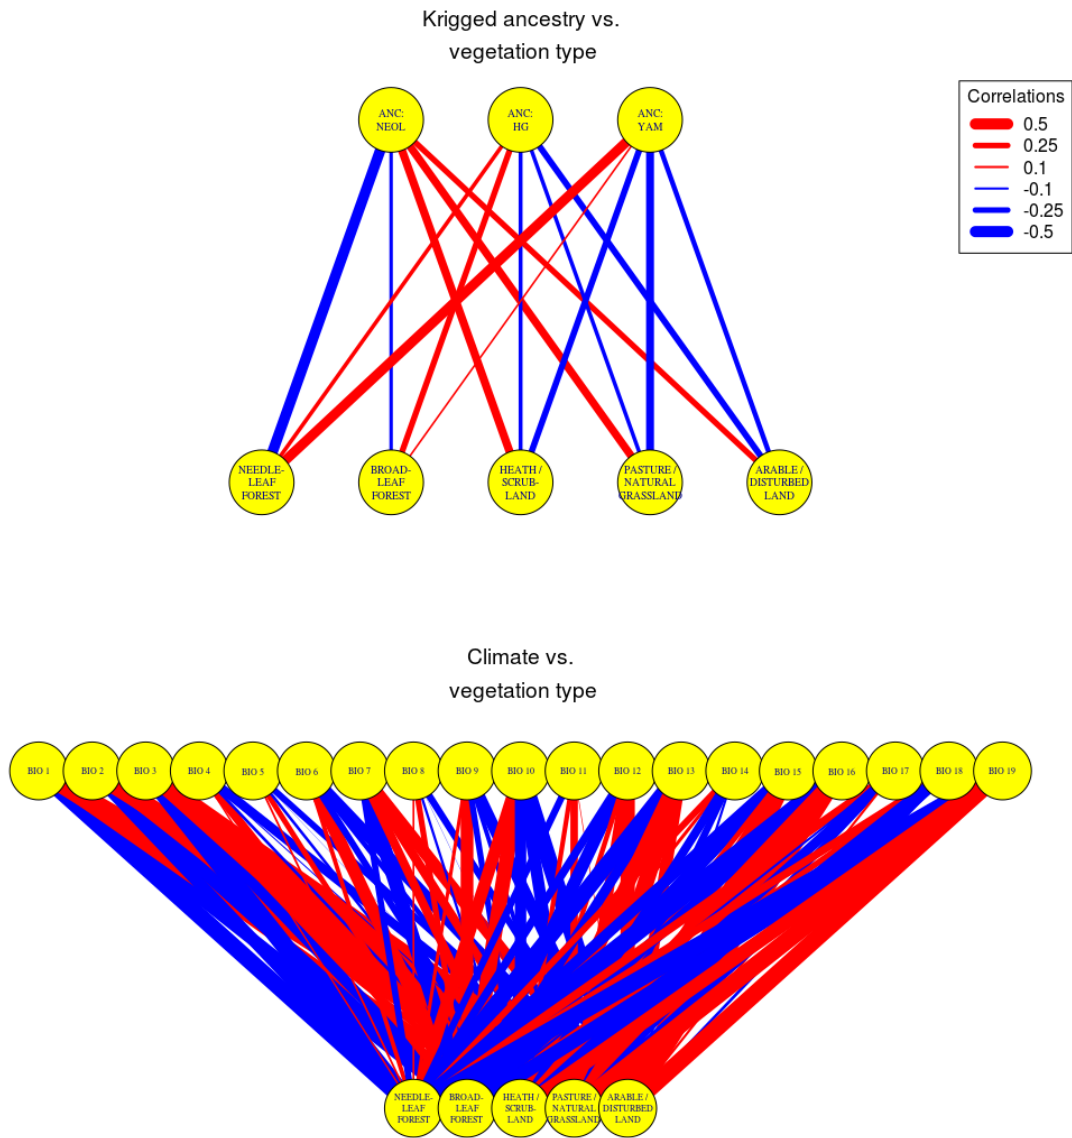 Krigged ancestry vs.
vegetation type
Correlations
0.5
0.25
0.1
-0.1
-0.25
-0.5
ANC:
NEOL
ANC:
HG
ANC:
YAM
NEEDLE-
LEAF
FOREST
BROAD-
LEAF
FOREST
HEATH /
SCRUB-
LAND
PASTURE /
NATURAL
GRASSLAND
ARABLE /
DISTURBED
LAND
Climate vs.
vegetation type
BIO 1
BIO 2
BIO 3
BIO 4
BIO 5
BIO 6
BIO 7
BIO 8
BIO 9
BIO 10
BIO 11
BIO 12
BIO 13
BIO 14
BIO 15
BIO 16
BIO 17
BIO 18
BIO 19
NEEDLE-
LEAF
FOREST
BROAD-
LEAF
FOREST
HEATH /
SCRUB-
LAND
PASTURE /
NATURAL
GRASSLAND
ARABLE /
DISTURBED
LAND